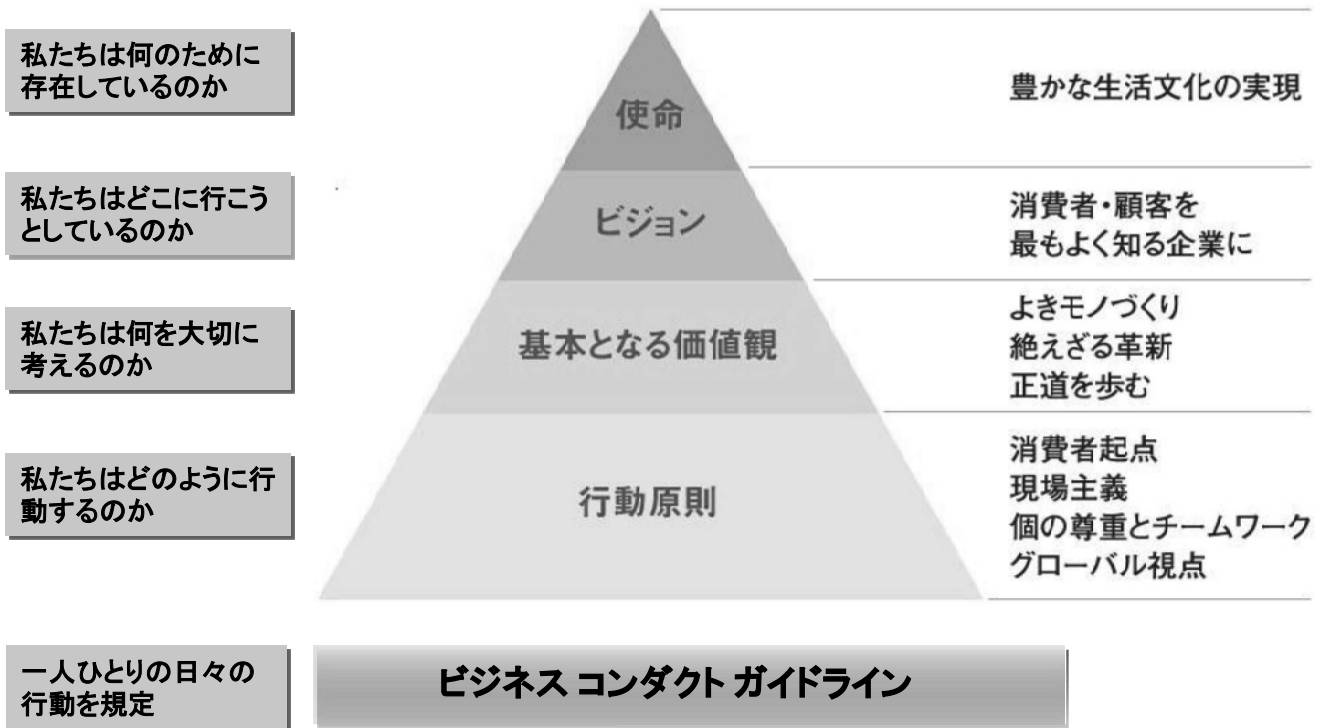 私たちは何のために
存在しているのか
使命
豊かな生活文化の実現
私たちはどこに行こう
としているのか
ビジョン
消費者・顧客を
最もよく知る企業に
私たちは何を大切に
考えるのか
基本となる価値観
よきモノづくり
絶えざる革新
正道を歩む
私たちはどのように行
動するのか
行動原則
消費者起点
現場主義
個の尊重とチームワーク
グローバル視点
一人ひとりの日々の
行動を規定
ビジネス コンダクト ガイドライン